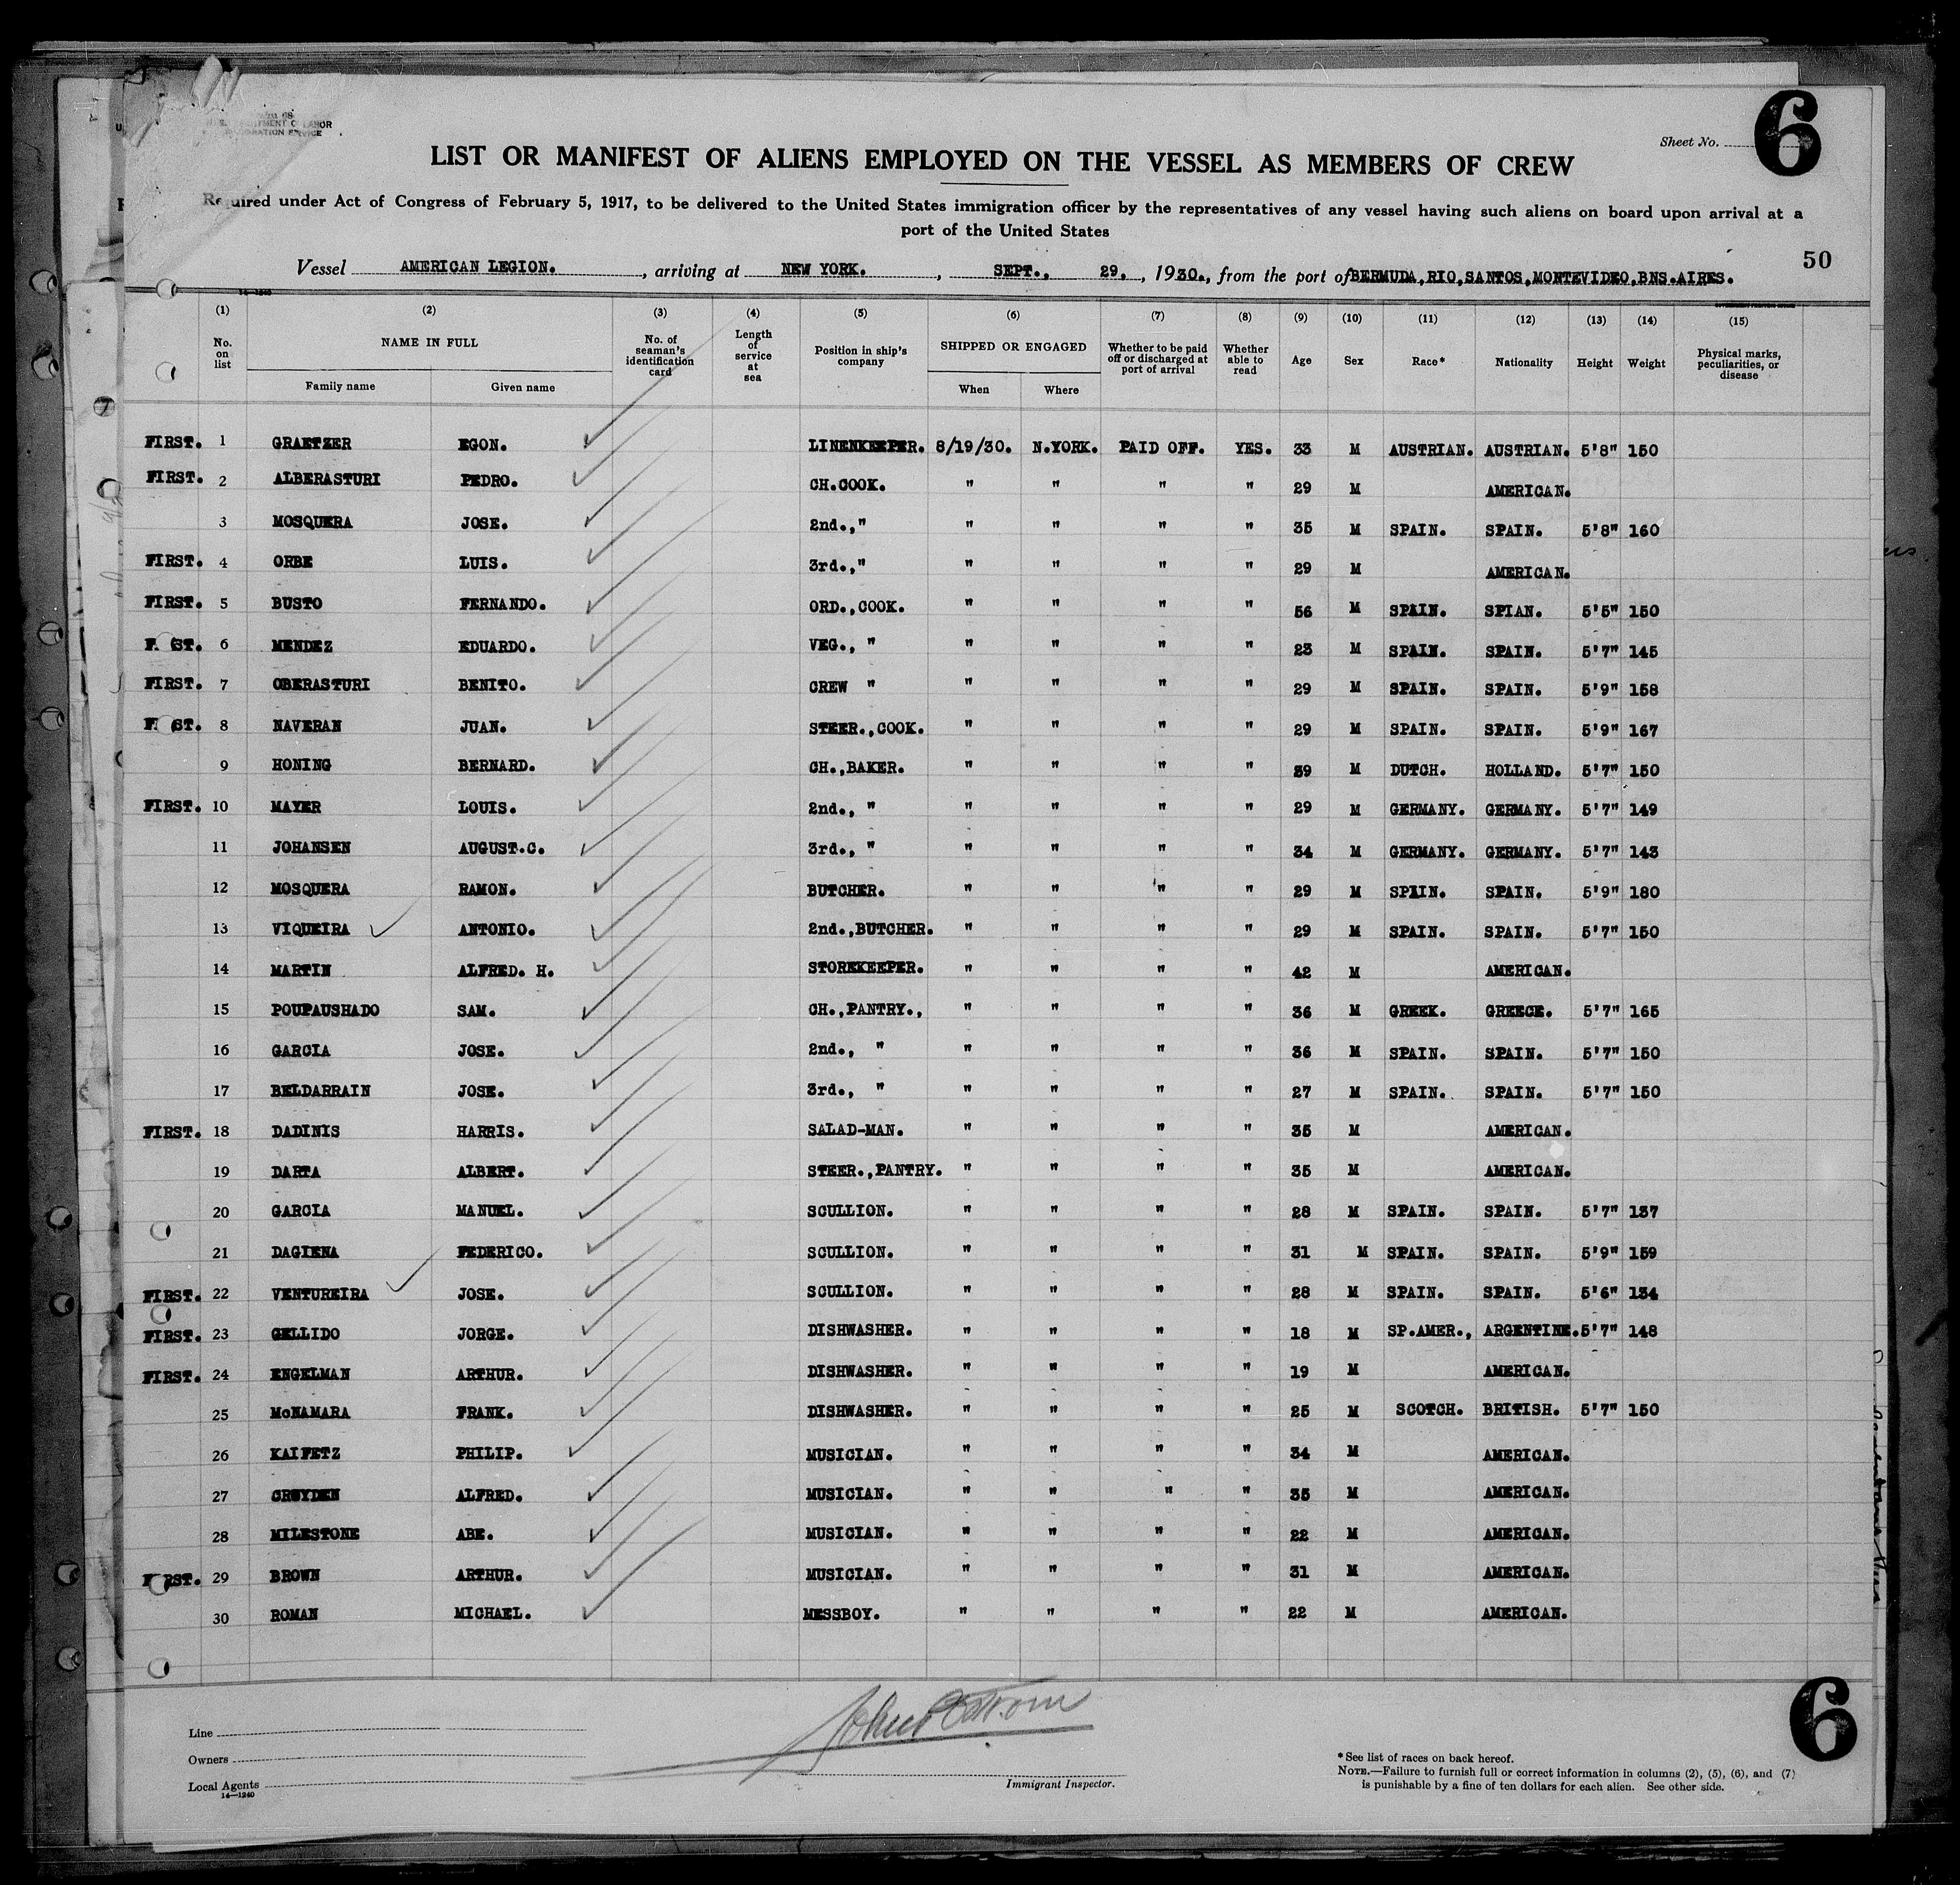 6
Sheet No.
LIST OR MANIFEST OF ALIENS EMPLOYED ON THE VESSEL AS MEMBERS OF CREW
Required under Act of Congress of February 5, 1917, to be delivered to the United States immigration officer by the representatives of any vessel having such aliens on board upon arrival at a
port of the United States
50
Vessel AMERICAN LEGION. , arriving at NEW YORK. , SEPT., 29. , 1930., from the port of BERMUDA,RIO,SANTOS,MONTEVIDEO,BNS.AIRES.
(1) (2) (3) (4) (5) (6) (7) (8) (9) (10) (11) (12) (13) (14) (15)
No. on list NAME IN FULL Family name Given name No. of seaman's identification card Length of service at sea Position in ship's company SHIPPED OR ENGAGED When Where Whether to be paid off or discharged at port of arrival Whether able to read Age Sex Race* Nationality Height Weight Physical marks, peculiarities, or disease
FIRST. 1 GRAETZER EGON. LINENKEEPER. 8/19/30. N.YORK. PAID OFF. YES. 33 M AUSTRIAN. AUSTRIAN. 5'8" 150
FIRST. 2 ALBERASTURI PEDRO. CH.COOK. " " " " 29 M AMERICAN.
3 MOSQUERA JOSE. 2nd.," " " " " 35 M SPAIN. SPAIN. 5'8" 160
FIRST. 4 ORBE LUIS. 3rd.," " " " " 29 M AMERICAN.
FIRST. 5 BUSTO FERNANDO. ORD.,COOK. " " " " 56 M SPAIN. SPIAN. 5'5" 150
F. ST. 6 MENDEZ EDUARDO. VEG., " " " " " 23 M SPAIN. SPAIN. 5'7" 145
FIRST. 7 OBERASTURI BENITO. CREW " " " " " 29 M SPAIN. SPAIN. 5'9" 158
F. ST. 8 NAVERAN JUAN. STEER.,COOK. " " " " 29 M SPAIN. SPAIN. 5'9" 167
9 HONING BERNARD. CH.,BAKER. " " " " 39 M DUTCH. HOLLAND. 5'7" 150
FIRST. 10 MAYER LOUIS. 2nd., " " " " " 29 M GERMANY. GERMANY. 5'7" 149
11 JOHANSEN AUGUST.C. 3rd., " " " " " 34 M GERMANY. GERMANY. 5'7" 143
12 MOSQUERA RAMON. BUTCHER. " " " " 29 M SPAIN. SPAIN. 5'9" 180
13 VIQUEIRA ANTONIO. 2nd.,BUTCHER. " " " " 29 M SPAIN. SPAIN. 5'7" 150
14 MARTIN ALFRED. H. STOREKEEPER. " " " " 42 M AMERICAN.
15 POUPAUSHADO SAM. CH.,PANTRY., " " " " 36 M GREEK. GREECE. 5'7" 165
16 GARCIA JOSE. 2nd., " " " " " 36 M SPAIN. SPAIN. 5'7" 150
17 BELDARRAIN JOSE. 3rd., " " " " " 27 M SPAIN. SPAIN. 5'7" 150
FIRST. 18 DADINIS HARRIS. SALAD-MAN. " " " " 35 M AMERICAN.
19 DARTA ALBERT. STEER.,PANTRY. " " " " 35 M AMERICAN.
20 GARCIA MANUEL. SCULLION. " " " " 28 M SPAIN. SPAIN. 5'7" 137
21 DAGIENA FEDERICO. SCULLION. " " " " 31 M SPAIN. SPAIN. 5'9" 159
FIRST. 22 VENTUREIRA JOSE. SCULLION. " " " " 28 M SPAIN. SPAIN. 5'6" 134
FIRST. 23 GELLIDO JORGE. DISHWASHER. " " " " 18 M SP.AMER., ARGENTINE. 5'7" 148
FIRST. 24 ENGELMAN ARTHUR. DISHWASHER. " " " " 19 M AMERICAN.
25 McNAMARA FRANK. DISHWASHER. " " " " 25 M SCOTCH. BRITISH. 5'7" 150
26 KAIFETZ PHILIP. MUSICIAN. " " " " 34 M AMERICAN.
27 CROYDEN ALFRED. MUSICIAN. " " " " 35 M AMERICAN.
28 MILESTONE ABE. MUSICIAN. " " " " 22 M AMERICAN.
FIRST. 29 BROWN ARTHUR. MUSICIAN. " " " " 31 M AMERICAN.
30 ROMAN MICHAEL. MESSBOY. " " " " 22 M AMERICAN.
Line
Owners
Local Agents
14—1240
Immigrant Inspector.
*See list of races on back hereof.
NOTE.—Failure to furnish full or correct information in columns (2), (5), (6), and (7)
is punishable by a fine of ten dollars for each alien. See other side.
6